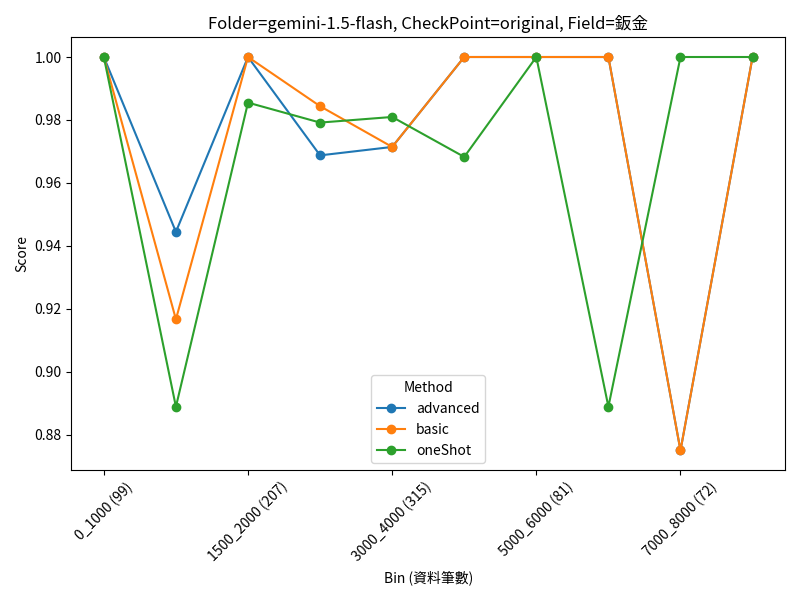 Folder=gemini-1.5-flash, CheckPoint=original, Field=鈑金
1.00
0.98
0.96
0.94
0.92
0.90
0.88
Score
Method
advanced
basic
oneShot
0_1000 (99)
1500_2000 (207)
3000_4000 (315)
5000_6000 (81)
7000_8000 (72)
Bin (資料筆數)